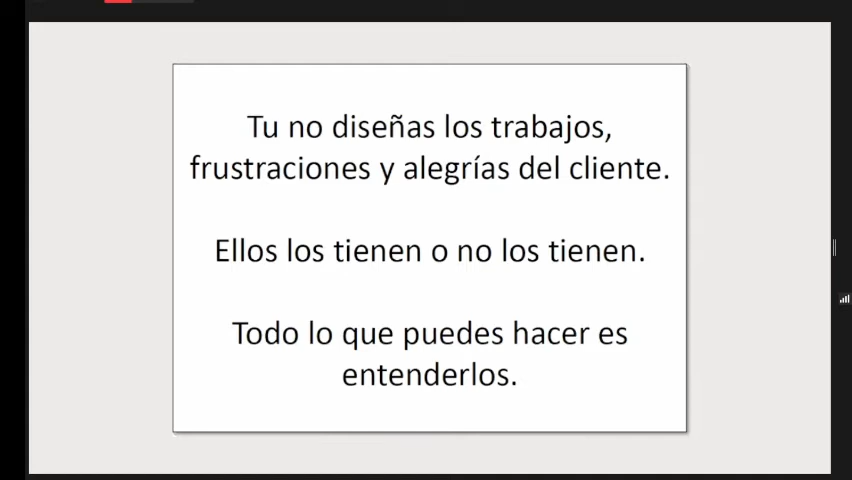 Tu no diseñas los trabajos,
frustraciones y alegrías del cliente.
Ellos los tienen o no los tienen.
Todo lo que puedes hacer es
entenderlos.